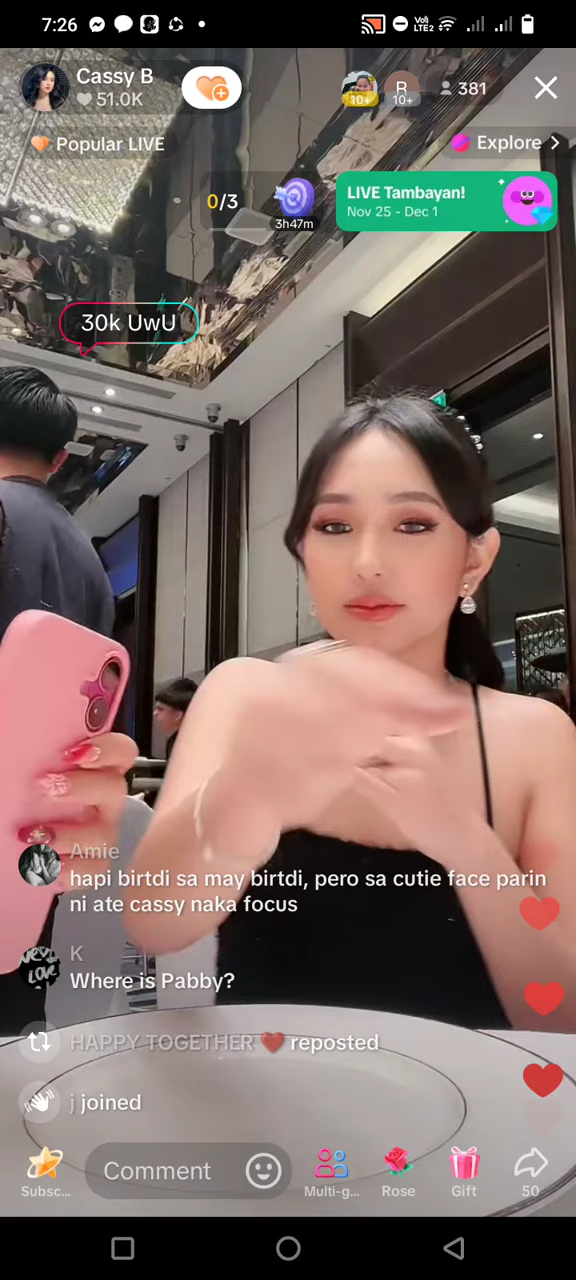 7:26
Vo) LTE2
Cassy B
51.0K
10+
R
10+
381
Popular LIVE
Explore >
0/3
3h47m
LIVE Tambayan!
Nov 25 - Dec 1
30k UwU
Amie
hapi birtdi sa may birtdi, pero sa cutie face parin
ni ate cassy naka focus
K
Where is Pabby?
HAPPY TOGETHER ❤️ reposted
j joined
Subsc...
Comment
Multi-g...
Rose
Gift
50